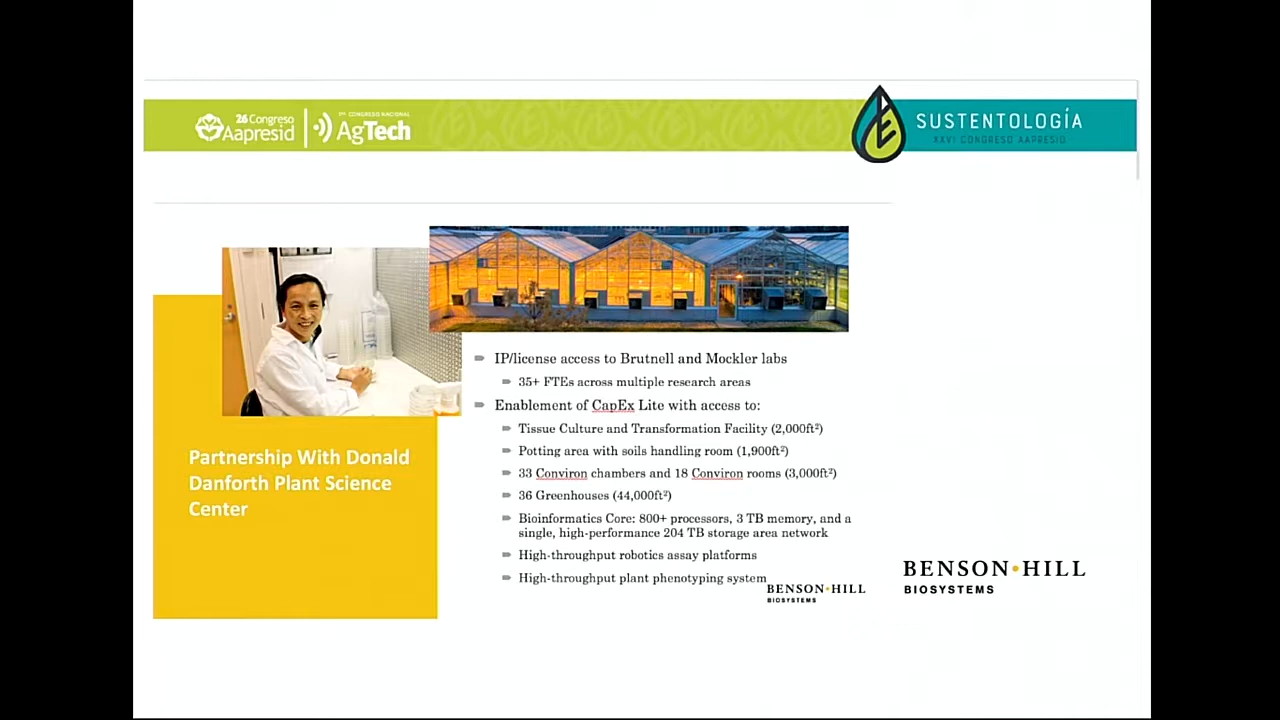 26 Congreso
Aapresid
1er CONGRESO NACIONAL
AgTech
SUSTENTOLOGÍA
XXVI CONGRESO AAPRESID
Partnership With Donald
Danforth Plant Science
Center
IP/license access to Brutnell and Mockler labs
35+ FTEs across multiple research areas
Enablement of CapEx Lite with access to:
Tissue Culture and Transformation Facility (2,000ft²)
Potting area with soils handling room (1,900ft²)
33 Conviron chambers and 18 Conviron rooms (3,000ft²)
36 Greenhouses (44,000ft²)
Bioinformatics Core: 800+ processors, 3 TB memory, and a
single, high-performance 204 TB storage area network
High-throughput robotics assay platforms
High-throughput plant phenotyping system
BENSON•HILL
BIOSYSTEMS
BENSON•HILL
BIOSYSTEMS